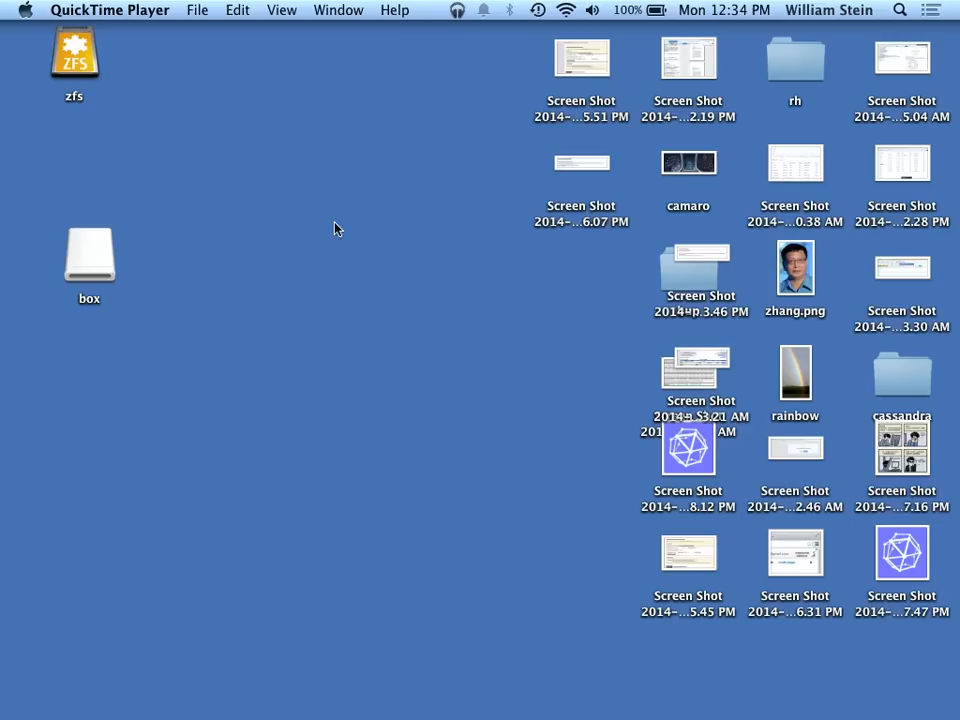 QuickTime Player File Edit View Window Help 100% Mon 12:34 PM William Stein
ZFS
zfs
Screen Shot
2014-...5.51 PM
Screen Shot
2014-...2.19 PM
rh
Screen Shot
2014-...5.04 AM
Screen Shot
2014-...6.07 PM
camaro
Screen Shot
2014-...0.38 AM
Screen Shot
2014-...2.28 PM
box
Screen Shot
3.46 PM
zhang.png
Screen Shot
2014-...3.30 AM
Screen Shot
3.21 AM
AM
rainbow
cassandra
Screen Shot
2014-...8.12 PM
Screen Shot
2014-...2.46 AM
Screen Shot
2014-...7.16 PM
Screen Shot
2014-...5.45 PM
Screen Shot
2014-...6.31 PM
Screen Shot
2014-...7.47 PM